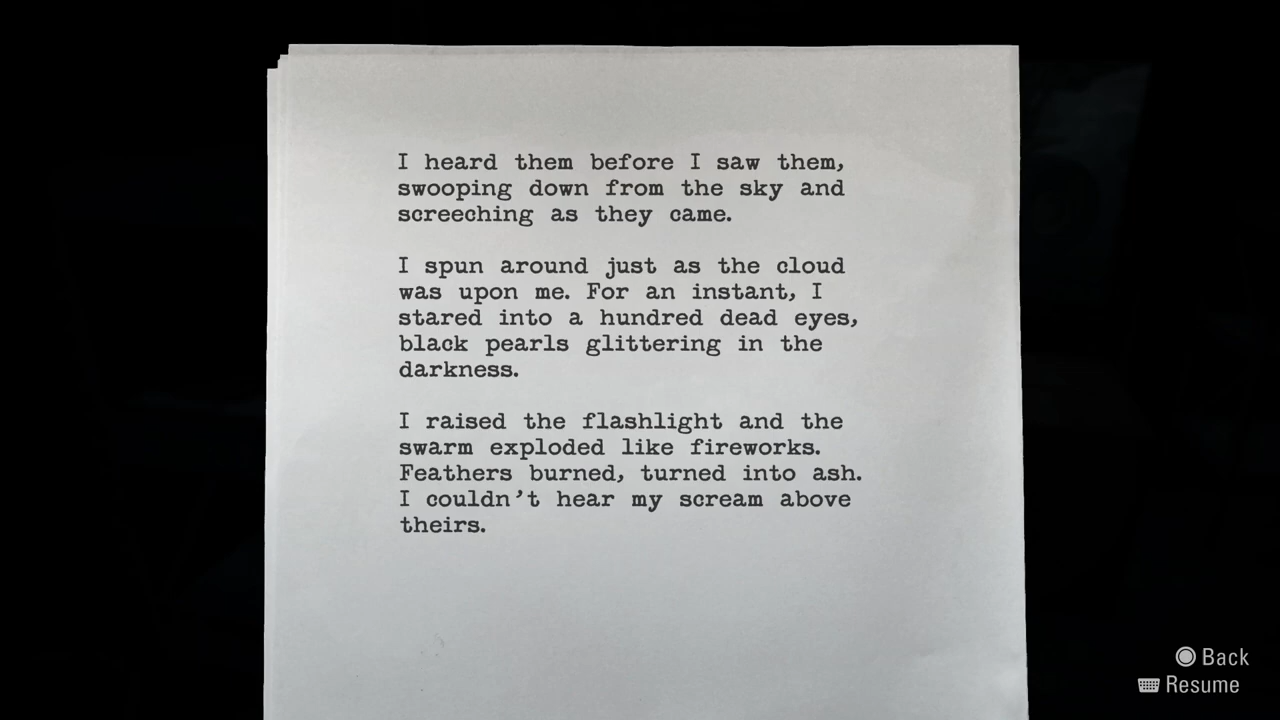 I heard them before I saw them,
swooping down from the sky and
screeching as they came.
I spun around just as the cloud
was upon me. For an instant, I
stared into a hundred dead eyes,
black pearls glittering in the
darkness.
I raised the flashlight and the
swarm exploded like fireworks.
Feathers burned, turned into ash.
I couldn't hear my scream above
theirs.
Back
Resume